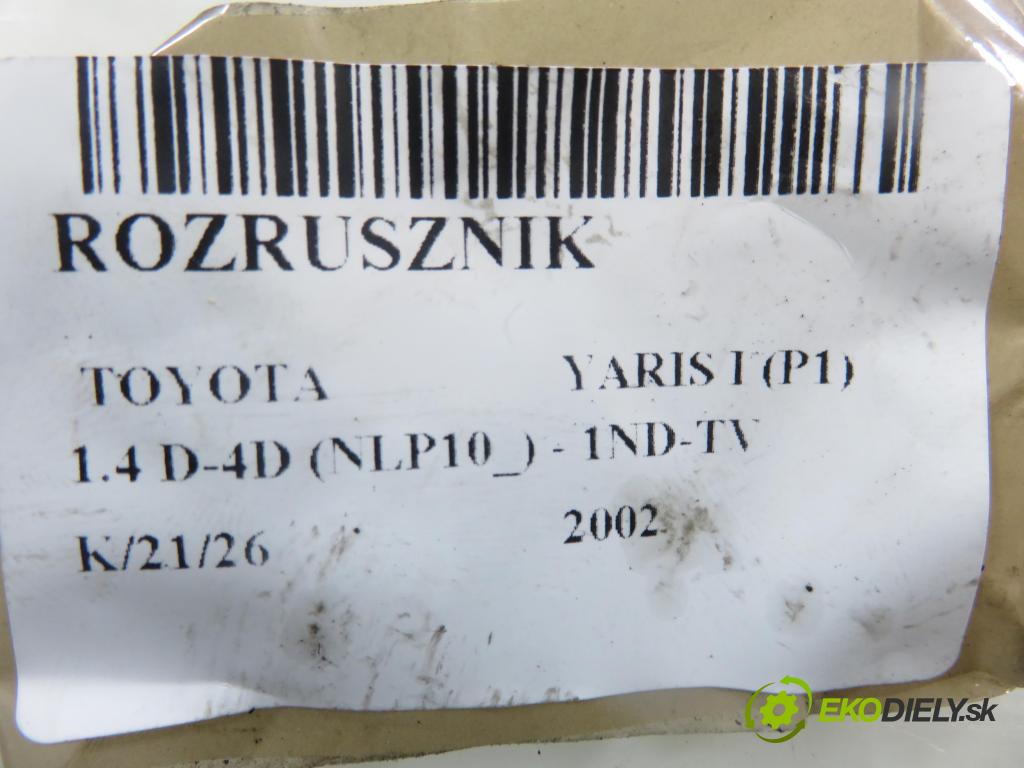 ROZRUSZNIK
TOYOTA YARIS I (P1)
1.4 D-4D (NLP10_) - 1ND-TV
K/21/26 2002
EKODIELY.sk